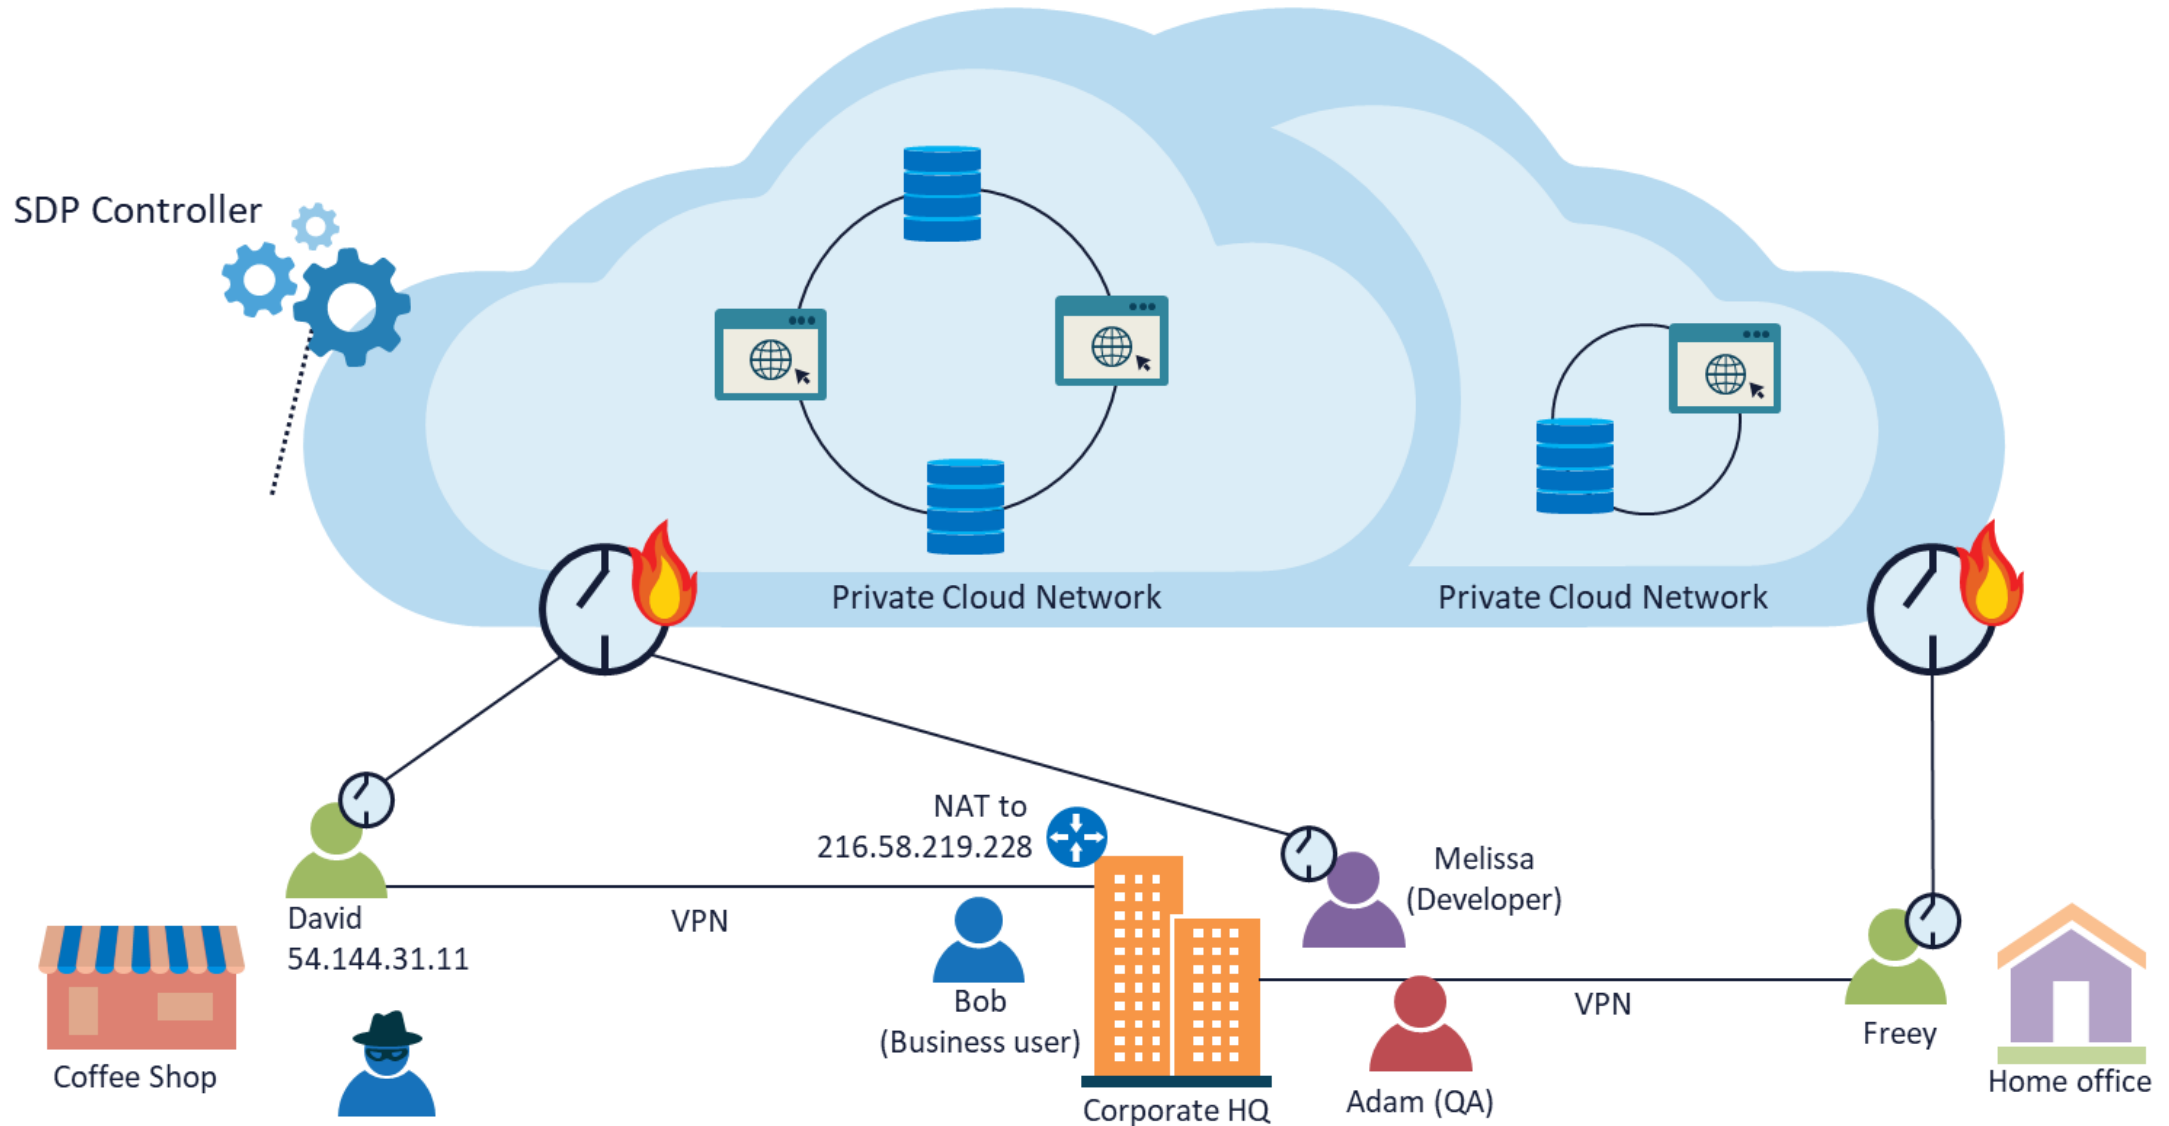 SDP Controller
Private Cloud Network
Private Cloud Network
NAT to
216.58.219.228
Melissa
(Developer)
David
54.144.31.11
VPN
Bob
(Business user)
VPN
Freey
Coffee Shop
Corporate HQ
Adam (QA)
Home office